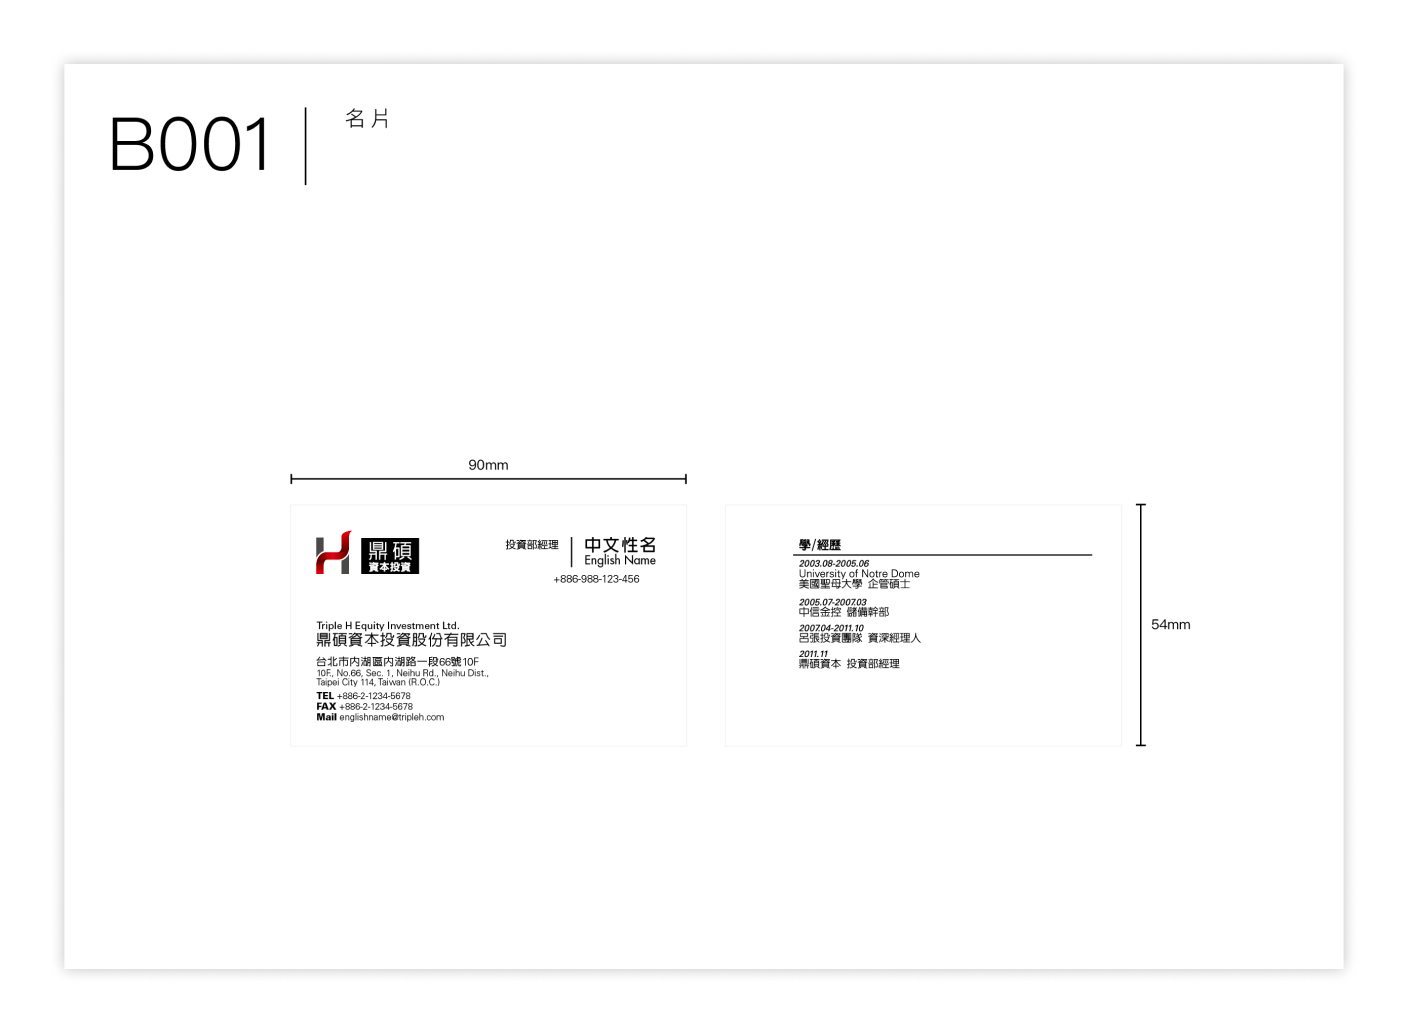 B001
名片
90mm
鼎碩
資本投資
投資部經理
中文性名
English Name
+886-988-123-456
Triple H Equity Investment Ltd.
鼎碩資本投資股份有限公司
台北市内湖區内湖路一段66號10F
10F., No.66, Sec. 1, Neihu Rd., Neihu Dist.,
Taipei City 114, Taiwan (R.O.C.)
TEL +886-2-1234-5678
FAX +886-2-1234-5678
Mail englishname@tripleh.com
學/經歷
2003.08-2005.06
University of Notre Dome
美國聖母大學 企管碩士
2005.07-2007.03
中信金控 儲備幹部
2007.04-2011.10
呂張投資團隊 資深經理人
2011.11
鼎碩資本 投資部經理
54mm